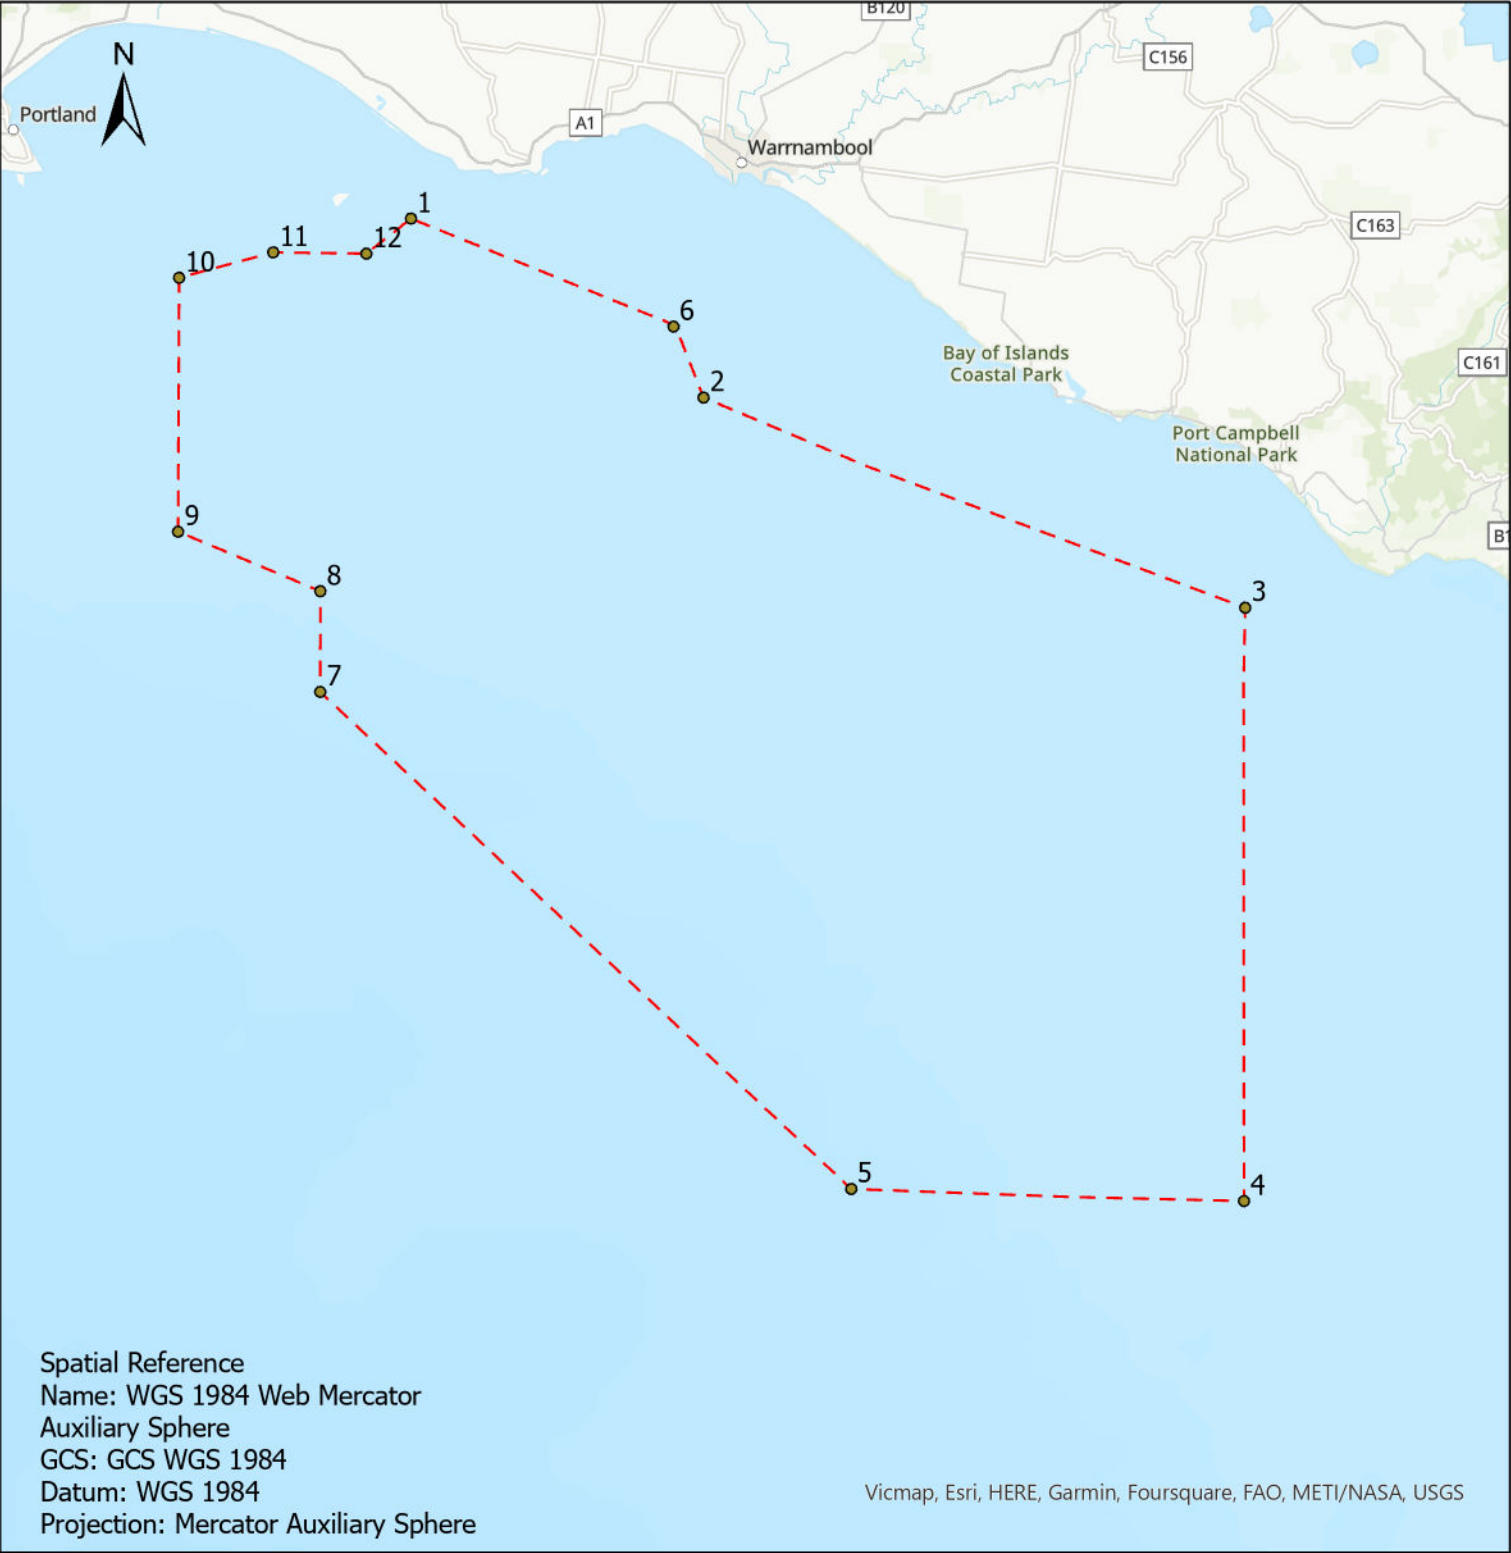 B120
N
C156
Portland
A1
Warrnambool
1
C163
12
11
10
6
Bay of Islands
Coastal Park
C161
2
Port Campbell
National Park
9
8
3
7
5
4
Spatial Reference
Name: WGS 1984 Web Mercator
Auxiliary Sphere
GCS: GCS WGS 1984
Datum: WGS 1984
Projection: Mercator Auxiliary Sphere
Vicmap, Esri, HERE, Garmin, Foursquare, FAO, METI/NASA, USGS